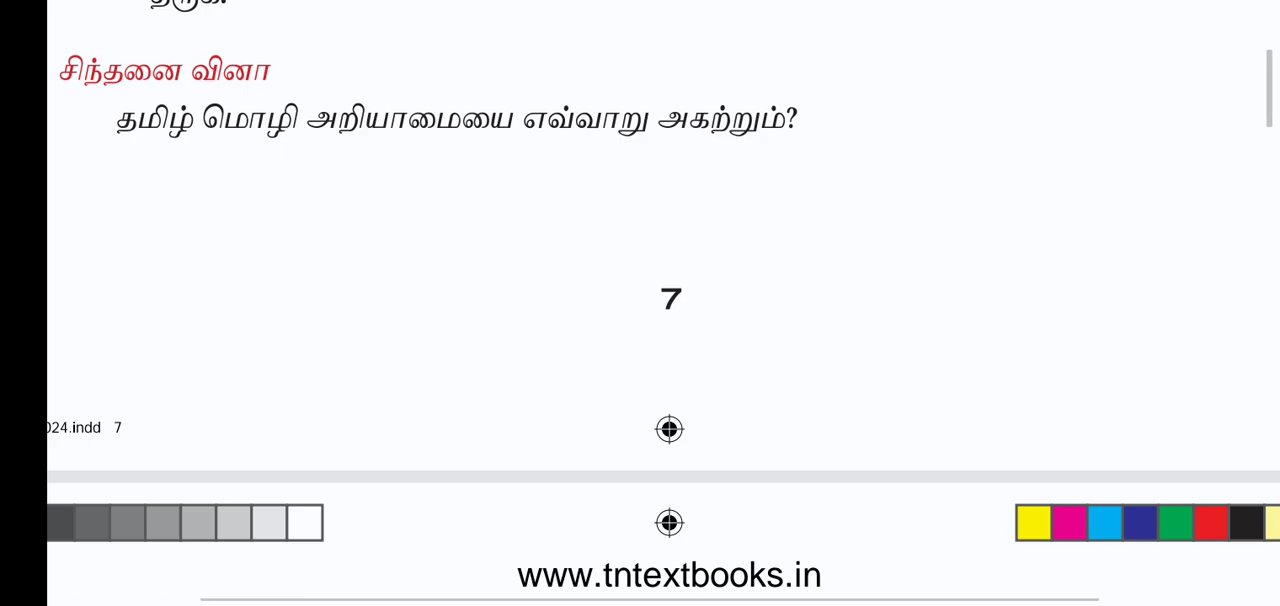 சிந்தனை வினா
தமிழ் மொழி அறியாமையை எவ்வாறு அகற்றும்?
7
024.indd 7
www.tntextbooks.in